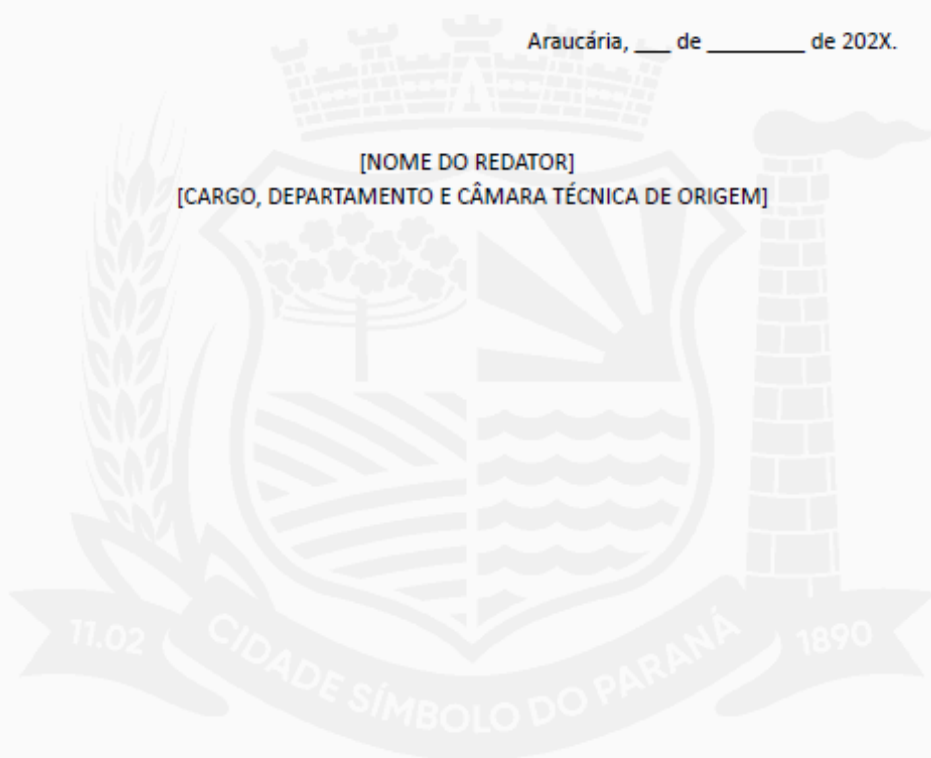 Araucária, ___ de _________ de 202X.
[NOME DO REDATOR]
[CARGO, DEPARTAMENTO E CÂMARA TÉCNICA DE ORIGEM]
11.02
CIDADE SÍMBOLO DO PARANÁ
1890